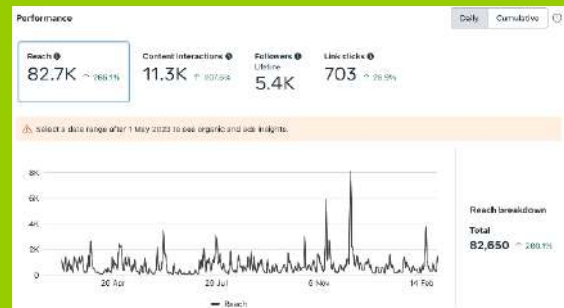 Performance
Daily Cumulative
Reach Content interactions Followers Link clicks
Lifetime
82.7K 11.3K 5.4K 703
Select a date range after 1 May 2023 to see organic and ads insights.
8K
6K
4K
2K
0
20 Apr 20 Jul 6 Nov 14 Feb
Reach
Reach breakdown
Total
82,650